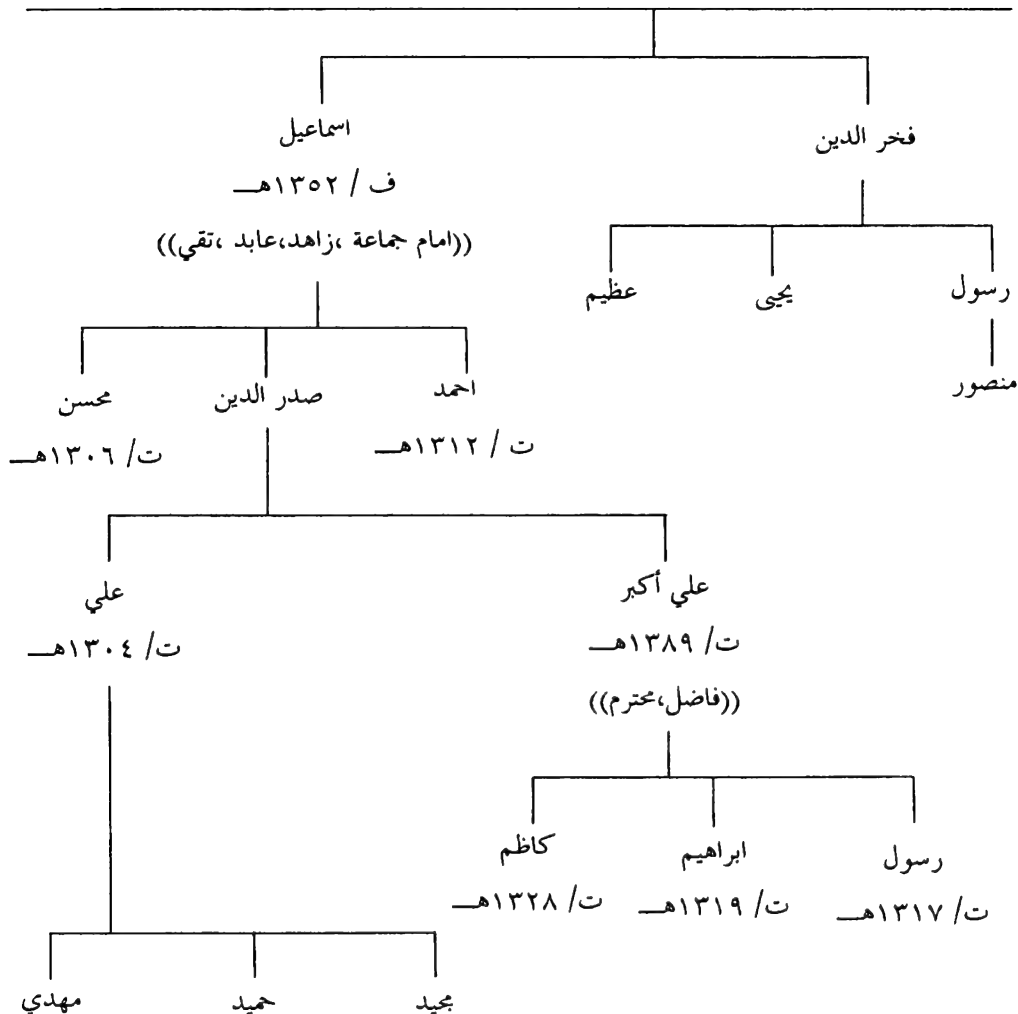 فخر الدين
اسماعيل
ف / ١٣٥٢هـ
((امام جماعة ،زاهد،عابد ،تقي))
رسول
يحيى
عظيم
منصور
احمد
صدر الدين
محسن
ت / ١٣١٢هـ
ت/ ١٣٠٦هـ
علي أكبر
علي
ت/ ١٣٨٩هـ
ت/ ١٣٠٤هـ
((فاضل،محترم))
رسول
ابراهيم
كاظم
ت/ ١٣١٧هـ
ت/ ١٣١٩هـ
ت/ ١٣٢٨هـ
مجيد
حميد
مهدي